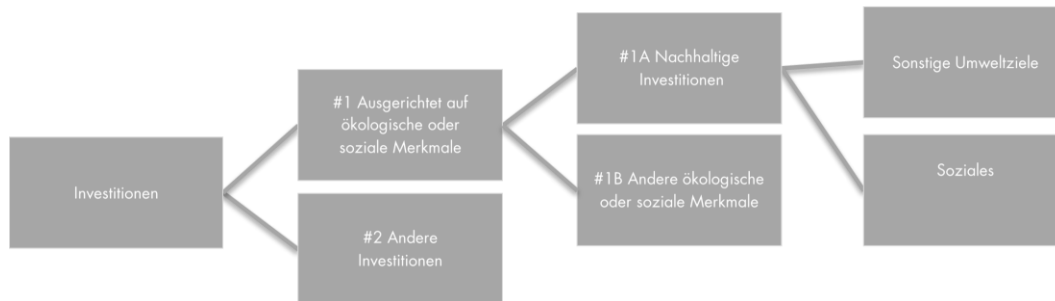 Investitionen
#1 Ausgerichtet auf
ökologische oder
soziale Merkmale
#2 Andere
Investitionen
#1A Nachhaltige
Investitionen
#1B Andere ökologische
oder soziale Merkmale
Sonstige Umweltziele
Soziales